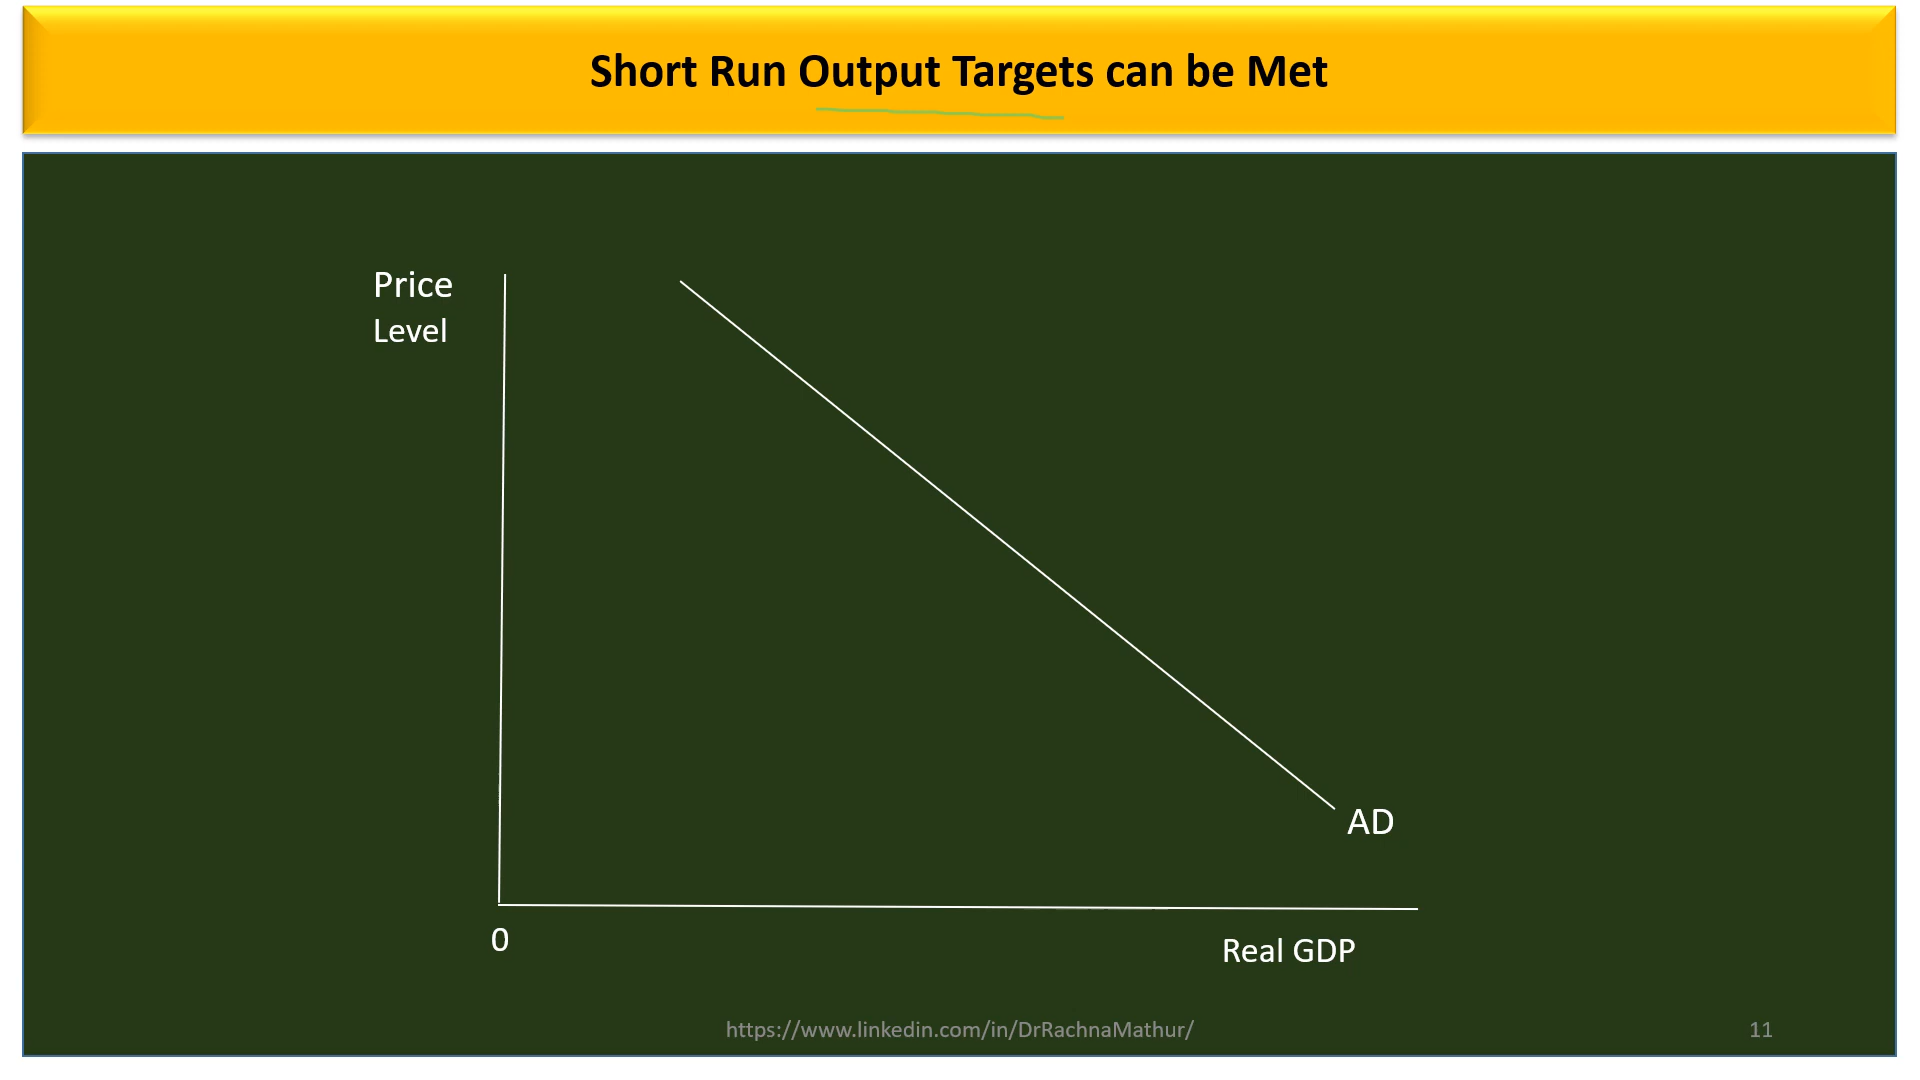 Short Run Output Targets can be Met
Price
Level
AD
0
Real GDP
https://www.linkedin.com/in/DrRachnaMathur/
11